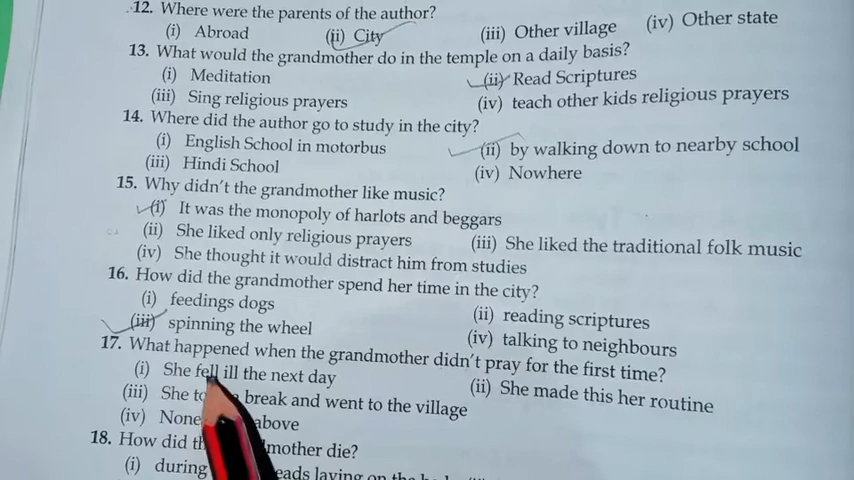 12. Where were the parents of the author?
(i) Abroad (ii) City (iii) Other village (iv) Other state
13. What would the grandmother do in the temple on a daily basis?
(i) Meditation (ii) Read Scriptures
(iii) Sing religious prayers (iv) teach other kids religious prayers
14. Where did the author go to study in the city?
(i) English School in motorbus (ii) by walking down to nearby school
(iii) Hindi School (iv) Nowhere
15. Why didn't the grandmother like music?
(i) It was the monopoly of harlots and beggars
(ii) She liked only religious prayers (iii) She liked the traditional folk music
(iv) She thought it would distract him from studies
16. How did the grandmother spend her time in the city?
(i) feedings dogs (ii) reading scriptures
(iii) spinning the wheel (iv) talking to neighbours
17. What happened when the grandmother didn't pray for the first time?
(i) She fell ill the next day (ii) She made this her routine
(iii) She break and went to the village
(iv) None above
18. How did mother die?
(i) during laying on the